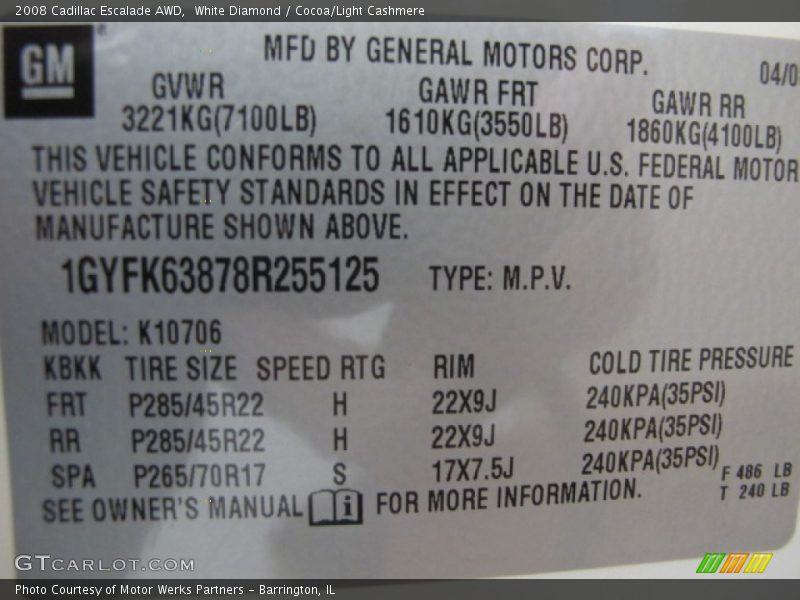 2008 Cadillac Escalade AWD, White Diamond / Cocoa/Light Cashmere
GM
MFD BY GENERAL MOTORS CORP.
04/0
GVWR GAWR FRT GAWR RR
3221KG(7100LB) 1610KG(3550LB) 1860KG(4100LB)
THIS VEHICLE CONFORMS TO ALL APPLICABLE U.S. FEDERAL MOTOR
VEHICLE SAFETY STANDARDS IN EFFECT ON THE DATE OF
MANUFACTURE SHOWN ABOVE.
1GYFK63878R255125 TYPE: M.P.V.
MODEL: K10706
KBKK TIRE SIZE SPEED RTG RIM COLD TIRE PRESSURE
FRT P285/45R22 H 22X9J 240KPA(35PSI)
RR P285/45R22 H 22X9J 240KPA(35PSI)
SPA P265/70R17 S 17X7.5J 240KPA(35PSI)
F 486 LB
SEE OWNER'S MANUAL i FOR MORE INFORMATION.
T 240 LB
GTCARLOT.COM
Photo Courtesy of Motor Werks Partners - Barrington, IL